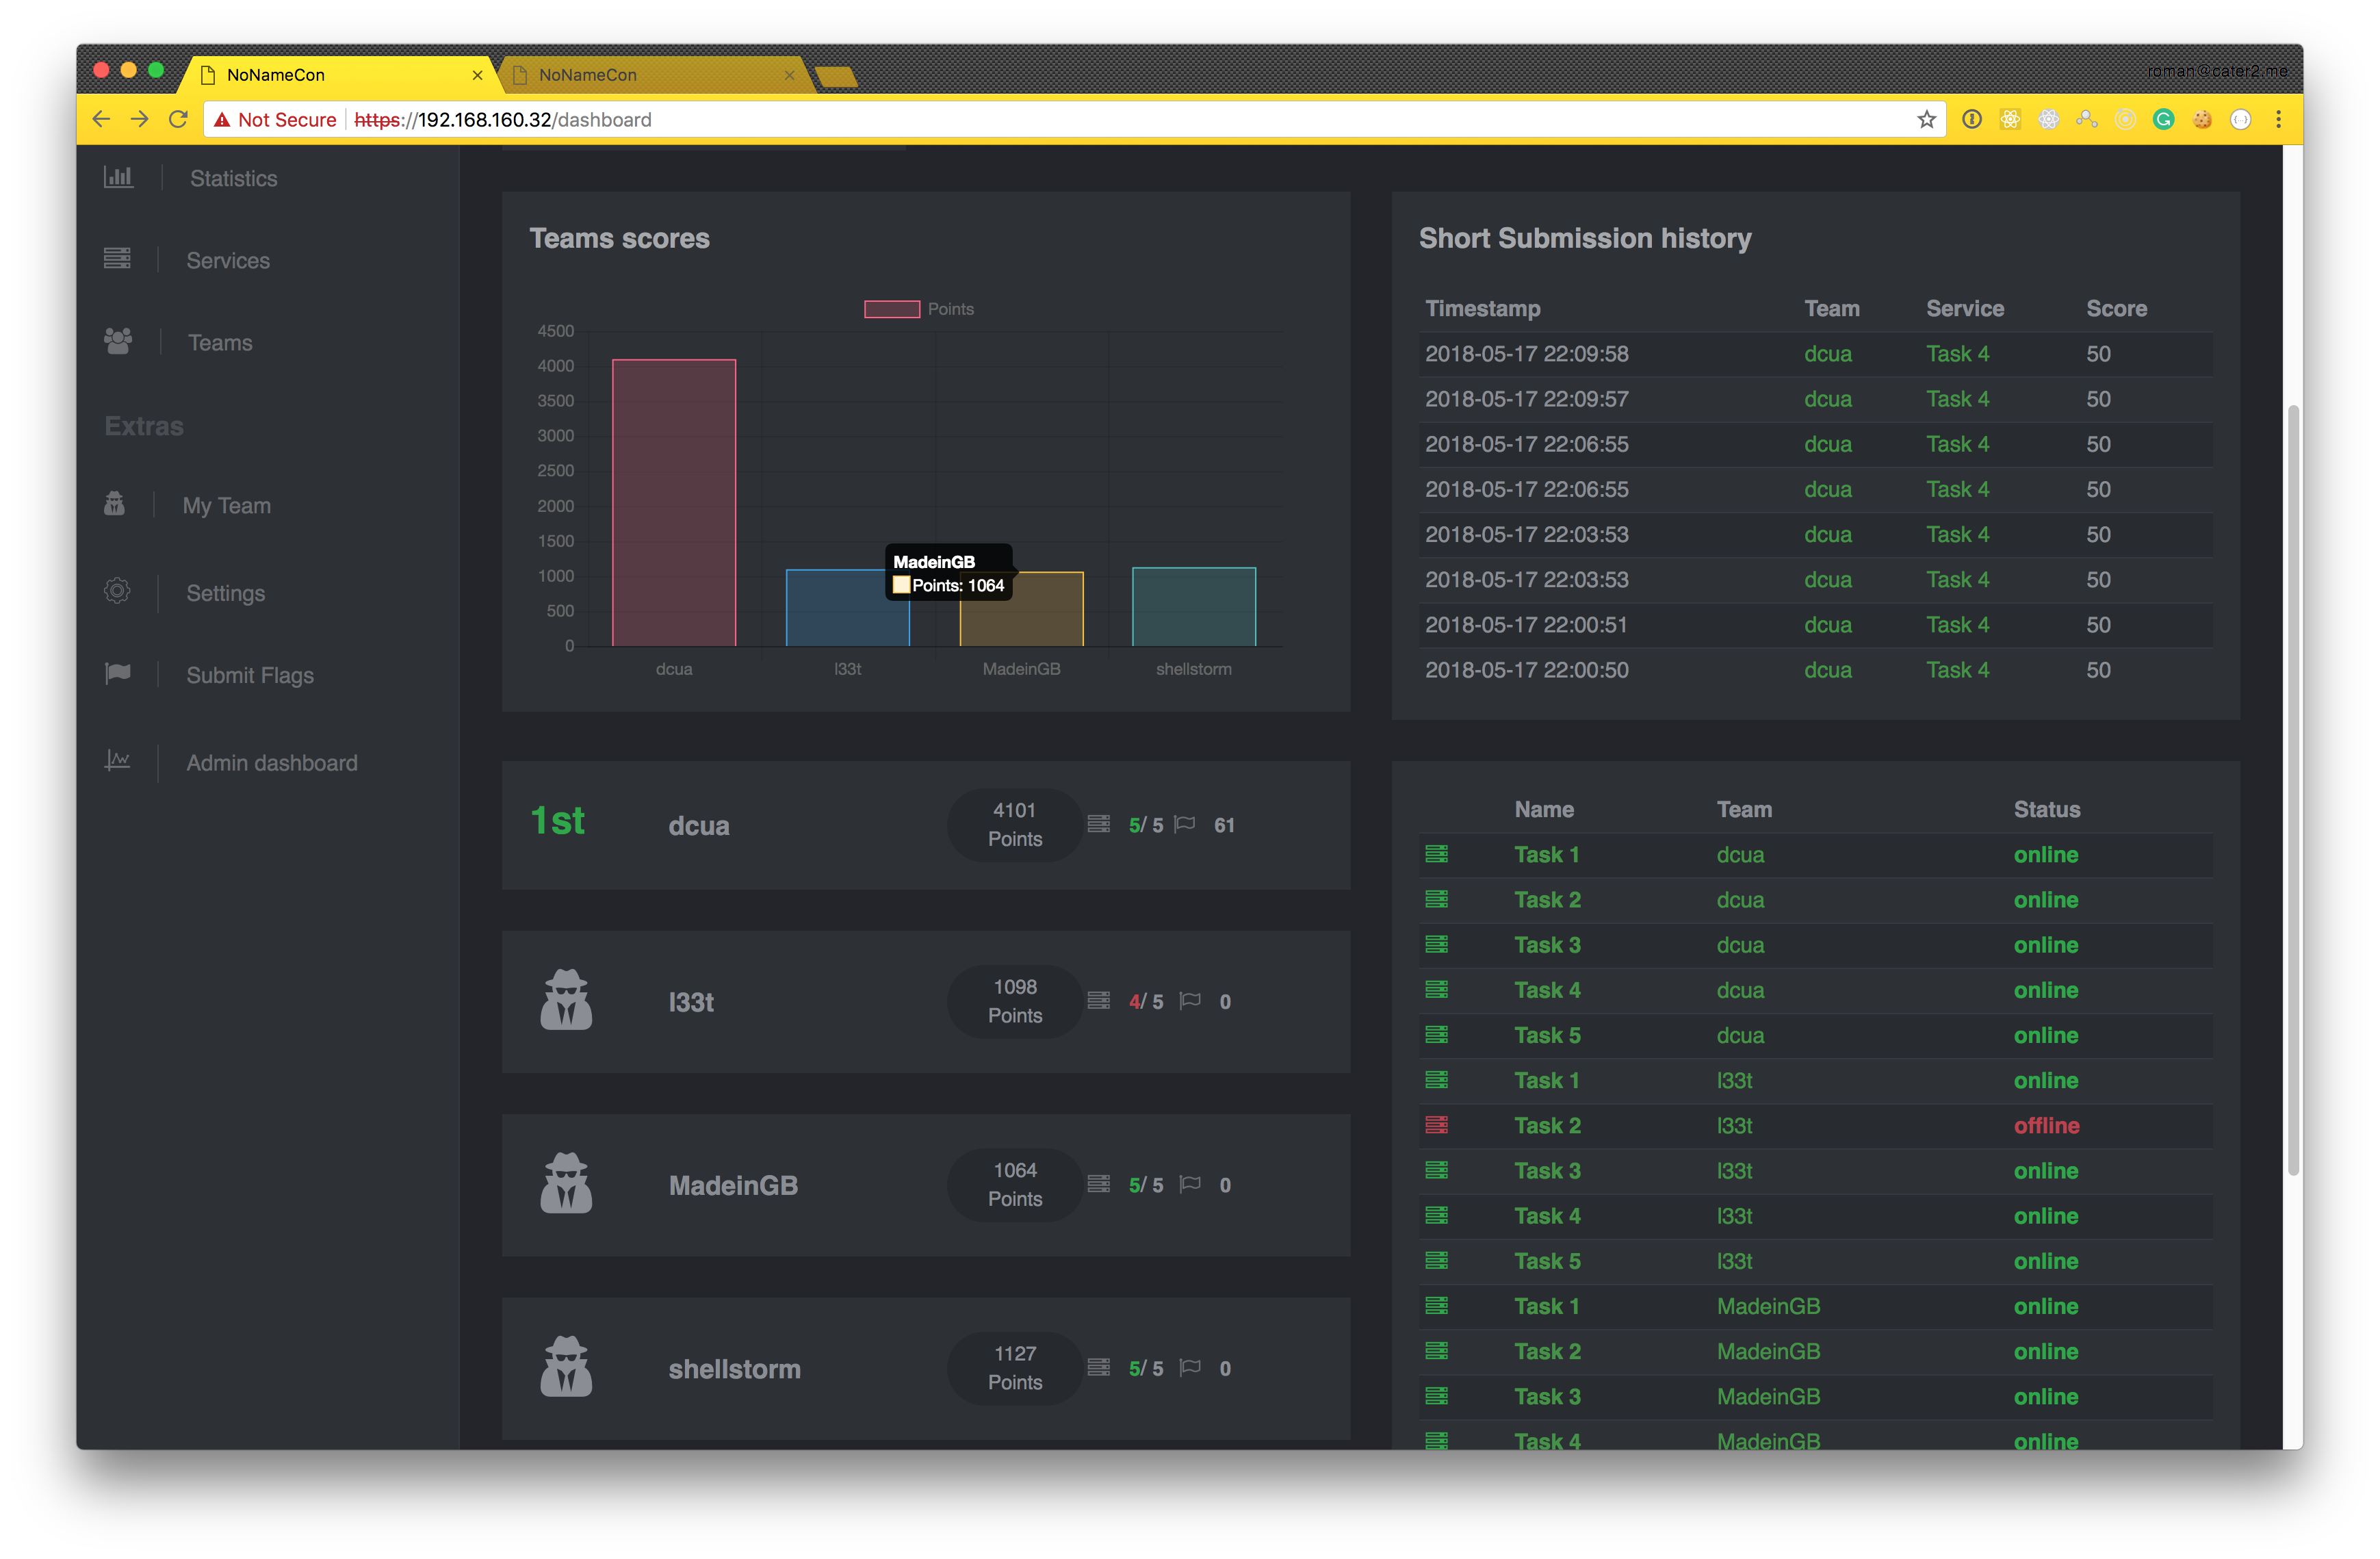 NoNameCon
NoNameCon
roman@cater2.me
Not Secure https://192.168.160.32/dashboard
Statistics
Services
Teams
Extras
My Team
Settings
Submit Flags
Admin dashboard
Teams scores
Points
4500
4000
3500
3000
2500
2000
1500
1000
500
0
MadeinGB
Points: 1064
dcua l33t MadeinGB shellstorm
Short Submission history
Timestamp Team Service Score
2018-05-17 22:09:58 dcua Task 4 50
2018-05-17 22:09:57 dcua Task 4 50
2018-05-17 22:06:55 dcua Task 4 50
2018-05-17 22:06:55 dcua Task 4 50
2018-05-17 22:03:53 dcua Task 4 50
2018-05-17 22:03:53 dcua Task 4 50
2018-05-17 22:00:51 dcua Task 4 50
2018-05-17 22:00:50 dcua Task 4 50
1st dcua 4101 Points 5/ 5 61
l33t 1098 Points 4/ 5 0
MadeinGB 1064 Points 5/ 5 0
shellstorm 1127 Points 5/ 5 0
Name Team Status
Task 1 dcua online
Task 2 dcua online
Task 3 dcua online
Task 4 dcua online
Task 5 dcua online
Task 1 l33t online
Task 2 l33t offline
Task 3 l33t online
Task 4 l33t online
Task 5 l33t online
Task 1 MadeinGB online
Task 2 MadeinGB online
Task 3 MadeinGB online
Task 4 MadeinGB online